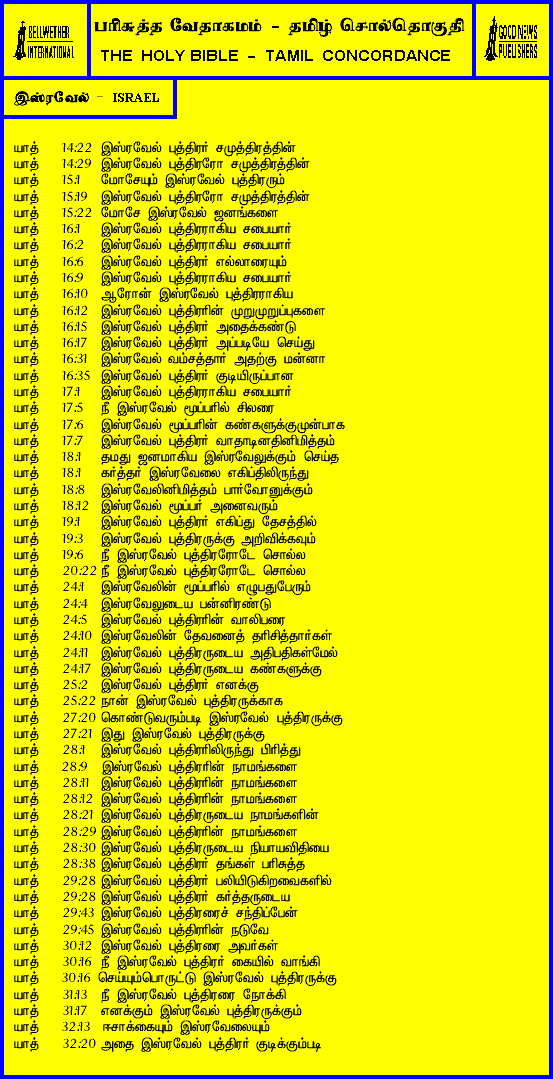 BELLWETHER
INTERNATIONAL
பரிசுத்த வேதாகமம் – தமிழ் சொல்தொகுதி
THE HOLY BIBLE – TAMIL CONCORDANCE
GOOD NEWS
PUBLISHERS
இஸ்ரவேல் – ISRAEL
யாத் 14:22 இஸ்ரவேல் புத்திரர் சமுத்திரத்தின்
யாத் 14:29 இஸ்ரவேல் புத்திரரோ சமுத்திரத்தின்
யாத் 15:1 மோசேயும் இஸ்ரவேல் புத்திரரும்
யாத் 15:19 இஸ்ரவேல் புத்திரரோ சமுத்திரத்தின்
யாத் 15:22 மோசே இஸ்ரவேல் ஜனங்களை
யாத் 16:1 இஸ்ரவேல் புத்திரராகிய சபையார்
யாத் 16:2 இஸ்ரவேல் புத்திரராகிய சபையார்
யாத் 16:6 இஸ்ரவேல் புத்திரர் எல்லாரையும்
யாத் 16:9 இஸ்ரவேல் புத்திரராகிய சபையார்
யாத் 16:10 ஆரோன் இஸ்ரவேல் புத்திரராகிய
யாத் 16:12 இஸ்ரவேல் புத்திரரின் முறுமுறுப்புகளை
யாத் 16:15 இஸ்ரவேல் புத்திரர் அதைக்கண்டு
யாத் 16:17 இஸ்ரவேல் புத்திரர் அப்படியே செய்து
யாத் 16:31 இஸ்ரவேல் வம்சத்தார் அதற்கு மன்னா
யாத் 16:35 இஸ்ரவேல் புத்திரர் குடியிருப்பான
யாத் 17:1 இஸ்ரவேல் புத்திரராகிய சபையார்
யாத் 17:5 நீ இஸ்ரவேல் மூப்பரில் சிலரை
யாத் 17:6 இஸ்ரவேல் மூப்பரின் கண்களுக்குமுன்பாக
யாத் 17:7 இஸ்ரவேல் புத்திரர் வாதாடினதினிமித்தம்
யாத் 18:1 தமது ஜனமாகிய இஸ்ரவேலுக்கும் செய்த
யாத் 18:1 கர்த்தர் இஸ்ரவேலை எகிப்திலிருந்து
யாத் 18:8 இஸ்ரவேலினிமித்தம் பார்வோனுக்கும்
யாத் 18:12 இஸ்ரவேல் மூப்பர் அனைவரும்
யாத் 19:1 இஸ்ரவேல் புத்திரர் எகிப்து தேசத்தில்
யாத் 19:3 இஸ்ரவேல் புத்திரருக்கு அறிவிக்கவும்
யாத் 19:6 நீ இஸ்ரவேல் புத்திரரோடே சொல்ல
யாத் 20:22 நீ இஸ்ரவேல் புத்திரரோடே சொல்ல
யாத் 24:1 இஸ்ரவேலின் மூப்பரில் எழுபதுபேரும்
யாத் 24:4 இஸ்ரவேலுடைய பன்னிரண்டு
யாத் 24:5 இஸ்ரவேல் புத்திரரின் வாலிபரை
யாத் 24:10 இஸ்ரவேலின் தேவனைத் தரிசித்தார்கள்
யாத் 24:11 இஸ்ரவேல் புத்திரருடைய அதிபதிகள்மேல்
யாத் 24:17 இஸ்ரவேல் புத்திரருடைய கண்களுக்கு
யாத் 25:2 இஸ்ரவேல் புத்திரர் எனக்கு
யாத் 25:22 நான் இஸ்ரவேல் புத்திரருக்காக
யாத் 27:20 கொண்டுவரும்படி இஸ்ரவேல் புத்திரருக்கு
யாத் 27:21 இது இஸ்ரவேல் புத்திரருக்கு
யாத் 28:1 இஸ்ரவேல் புத்திரரிலிருந்து பிரித்து
யாத் 28:9 இஸ்ரவேல் புத்திரரின் நாமங்களை
யாத் 28:11 இஸ்ரவேல் புத்திரரின் நாமங்களை
யாத் 28:12 இஸ்ரவேல் புத்திரரின் நாமங்களை
யாத் 28:21 இஸ்ரவேல் புத்திரருடைய நாமங்களின்
யாத் 28:29 இஸ்ரவேல் புத்திரரின் நாமங்களை
யாத் 28:30 இஸ்ரவேல் புத்திரருடைய நியாயவிதியை
யாத் 28:38 இஸ்ரவேல் புத்திரர் தங்கள் பரிசுத்த
யாத் 29:28 இஸ்ரவேல் புத்திரர் பலியிடுகிறவைகளில்
யாத் 29:28 இஸ்ரவேல் புத்திரர் கர்த்தருடைய
யாத் 29:43 இஸ்ரவேல் புத்திரரைச் சந்திப்பேன்
யாத் 29:45 இஸ்ரவேல் புத்திரரின் நடுவே
யாத் 30:12 இஸ்ரவேல் புத்திரரை அவர்கள்
யாத் 30:16 நீ இஸ்ரவேல் புத்திரர் கையில் வாங்கி
யாத் 30:16 செய்யும்பொருட்டு இஸ்ரவேல் புத்திரருக்கு
யாத் 31:13 நீ இஸ்ரவேல் புத்திரரை நோக்கி
யாத் 31:17 எனக்கும் இஸ்ரவேல் புத்திரருக்கும்
யாத் 32:13 ஈசாக்கையும் இஸ்ரவேலையும்
யாத் 32:20 அதை இஸ்ரவேல் புத்திரர் குடிக்கும்படி